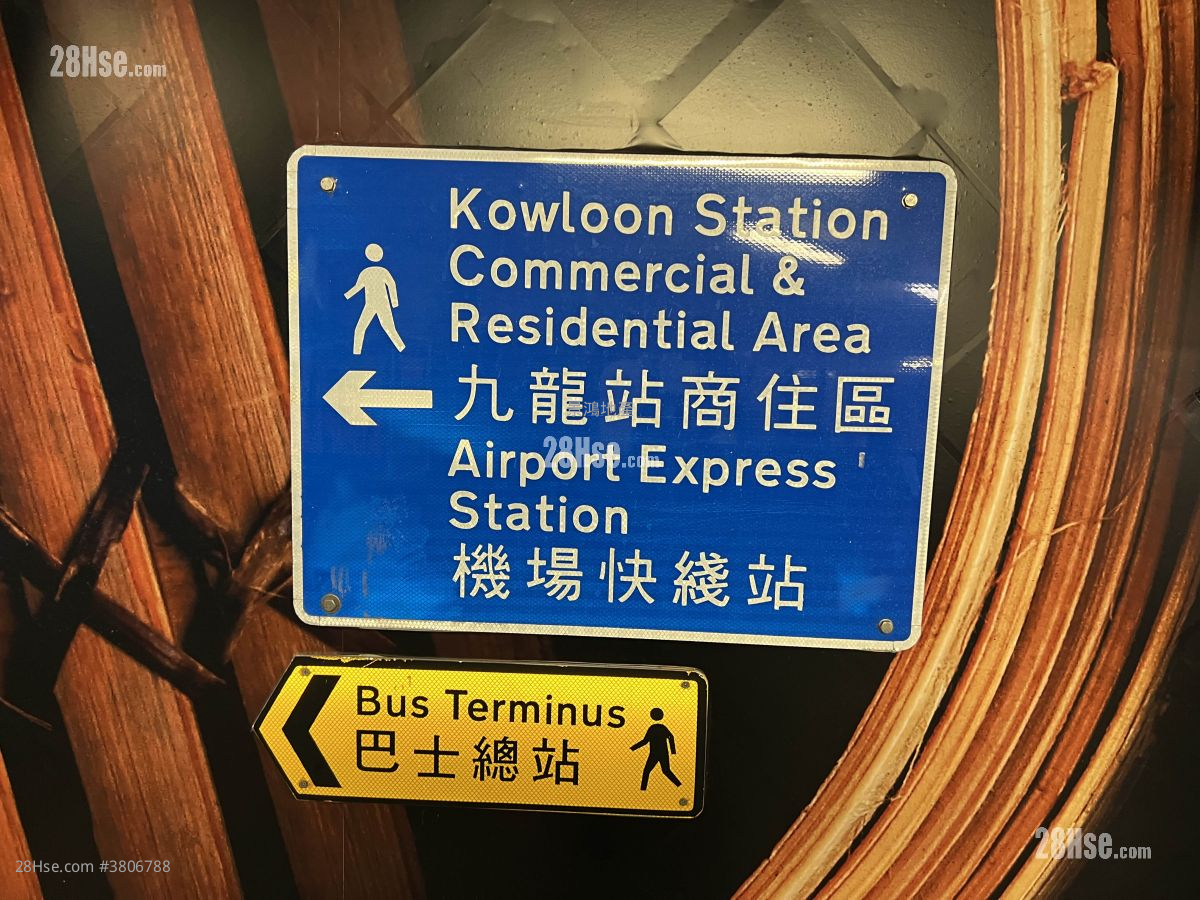 28Hse.com
Kowloon Station
Commercial &
Residential Area
九龍站商住區
28Hse.com
Airport Express
Station
機場快綫站
Bus Terminus
巴士總站
28Hse.com
28Hse.com #3806788